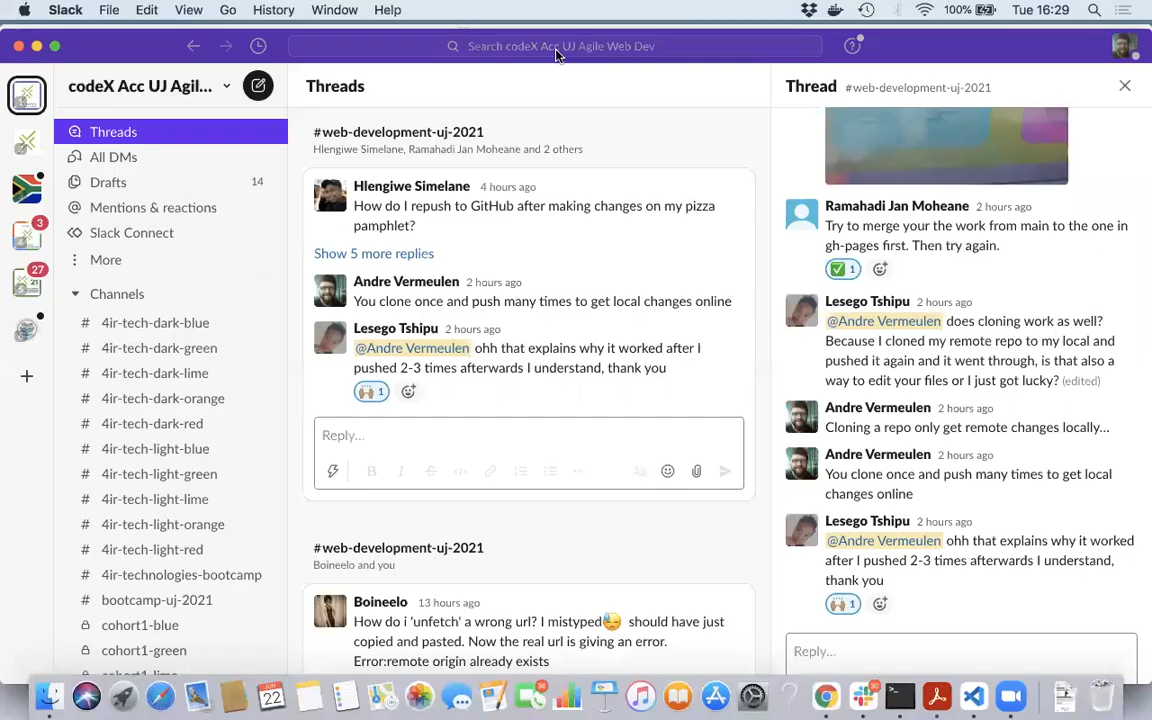 Slack File Edit View Go History Window Help 100% Tue 16:29
Search codeX Acc UJ Agile Web Dev
codeX Acc UJ Agil...
Threads
All DMs
Drafts 14
Mentions & reactions
Slack Connect
More
Channels
# 4ir-tech-dark-blue
# 4ir-tech-dark-green
# 4ir-tech-dark-lime
# 4ir-tech-dark-orange
# 4ir-tech-dark-red
# 4ir-tech-light-blue
# 4ir-tech-light-green
# 4ir-tech-light-lime
# 4ir-tech-light-orange
# 4ir-tech-light-red
# 4ir-technologies-bootcamp
# bootcamp-uj-2021
cohort1-blue
cohort1-green
cohort1-lime
3
27
Threads
#web-development-uj-2021
Hlengiwe Simelane, Ramahadi Jan Moheane and 2 others
Hlengiwe Simelane 4 hours ago
How do I repush to GitHub after making changes on my pizza
pamphlet?
Show 5 more replies
Andre Vermeulen 2 hours ago
You clone once and push many times to get local changes online
Lesego Tshipu 2 hours ago
@Andre Vermeulen ohh that explains why it worked after I
pushed 2-3 times afterwards I understand, thank you
1
Reply...
#web-development-uj-2021
Boineelo and you
Boineelo 13 hours ago
How do i 'unfetch' a wrong url? I mistyped should have just
copied and pasted. Now the real url is giving an error.
Error:remote origin already exists
Thread #web-development-uj-2021
Ramahadi Jan Moheane 2 hours ago
Try to merge your the work from main to the one in
gh-pages first. Then try again.
1
Lesego Tshipu 2 hours ago
@Andre Vermeulen does cloning work as well?
Because I cloned my remote repo to my local and
pushed it again and it went through, is that also a
way to edit your files or I just got lucky? (edited)
Andre Vermeulen 2 hours ago
Cloning a repo only get remote changes locally...
Andre Vermeulen 2 hours ago
You clone once and push many times to get local
changes online
Lesego Tshipu 2 hours ago
@Andre Vermeulen ohh that explains why it worked
after I pushed 2-3 times afterwards I understand,
thank you
1
Reply...